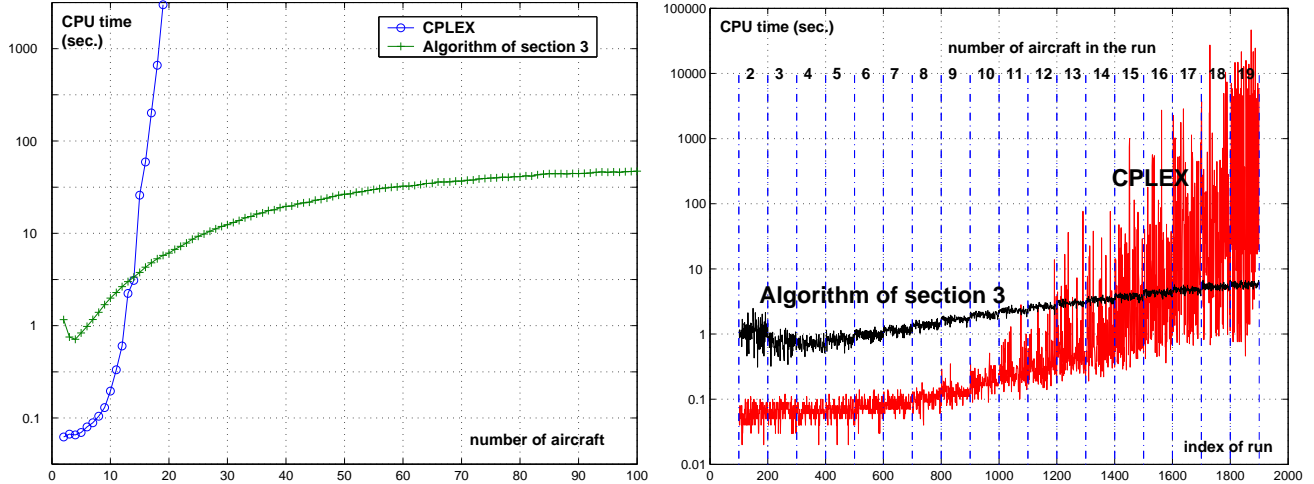 CPU time
(sec.)
CPLEX
Algorithm of section 3
1000
100
10
1
0.1
number of aircraft
0 10 20 30 40 50 60 70 80 90 100
CPU time (sec.)
number of aircraft in the run
2 3 4 5 6 7 8 9 10 11 12 13 14 15 16 17 18 19
CPLEX
Algorithm of section 3
100000
10000
1000
100
10
1
0.1
0.01
index of run
0 200 400 600 800 1000 1200 1400 1600 1800 2000